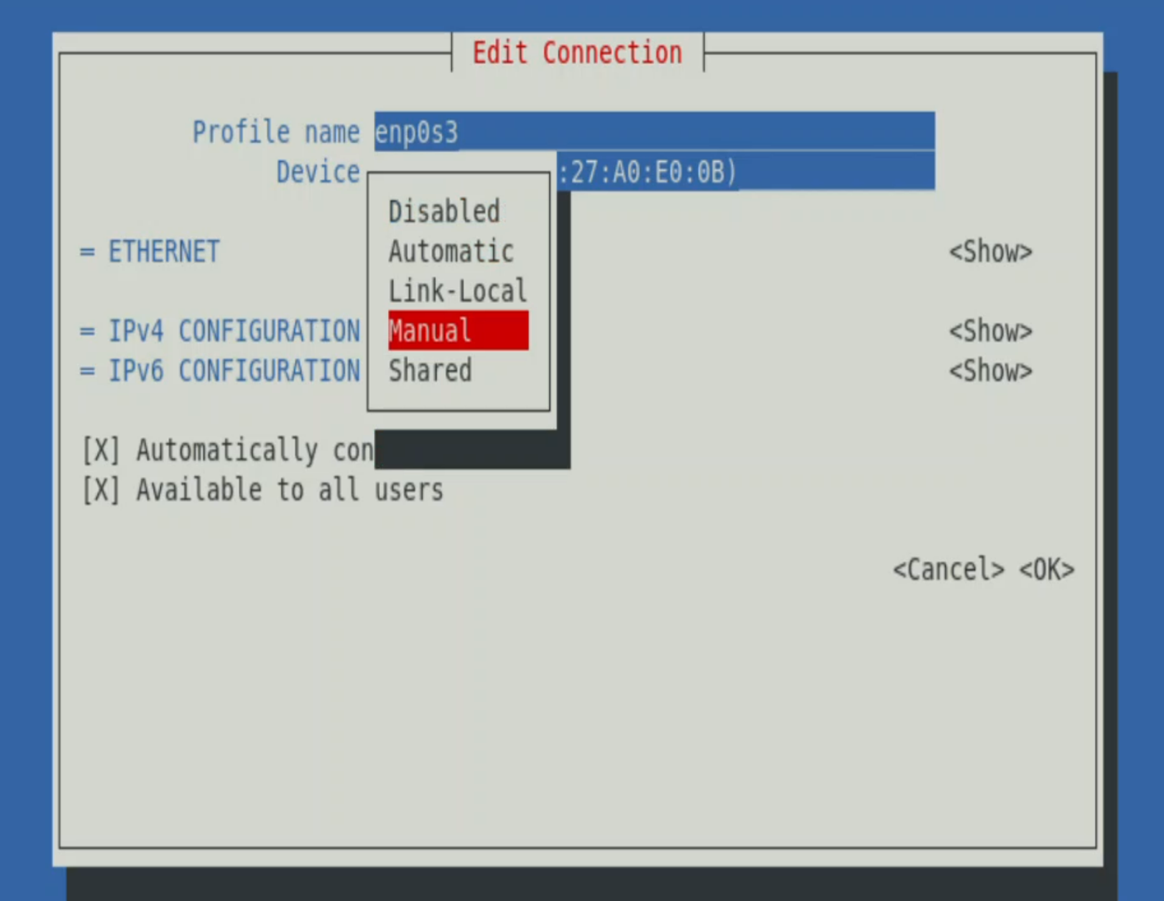 Edit Connection
Profile name enp0s3
Device :27:A0:E0:0B)
Disabled
= ETHERNET Automatic <Show>
Link-Local
= IPv4 CONFIGURATION Manual <Show>
= IPv6 CONFIGURATION Shared <Show>
[X] Automatically con
[X] Available to all users
<Cancel> <OK>